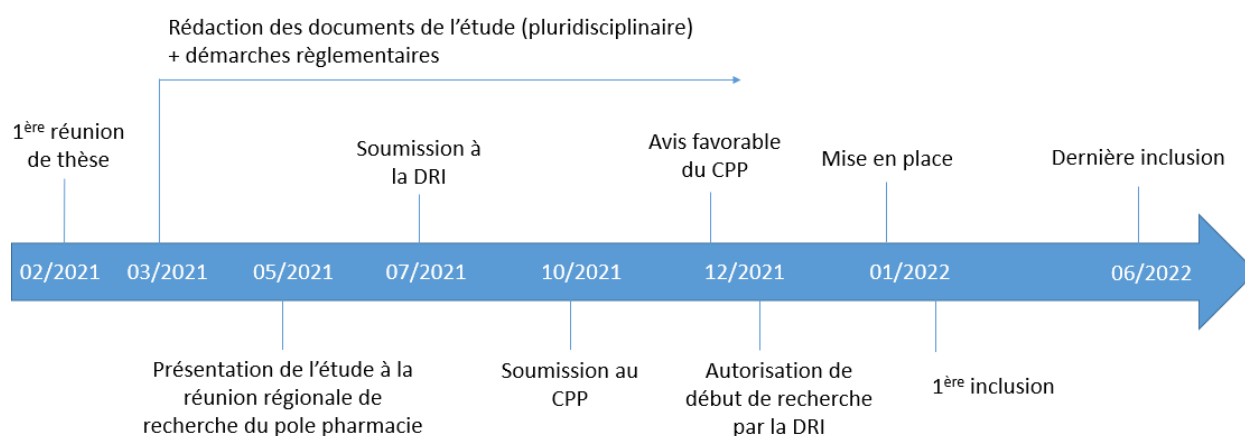 Rédaction des documents de l’étude (pluridisciplinaire)
+ démarches règlementaires
1ère réunion
de thèse
Soumission à
la DRI
Avis favorable
du CPP
Mise en place
Dernière inclusion
02/2021
03/2021
05/2021
07/2021
10/2021
12/2021
01/2022
06/2022
Présentation de l’étude à la
réunion régionale de
recherche du pole pharmacie
Soumission au
CPP
Autorisation de
début de recherche
par la DRI
1ère inclusion